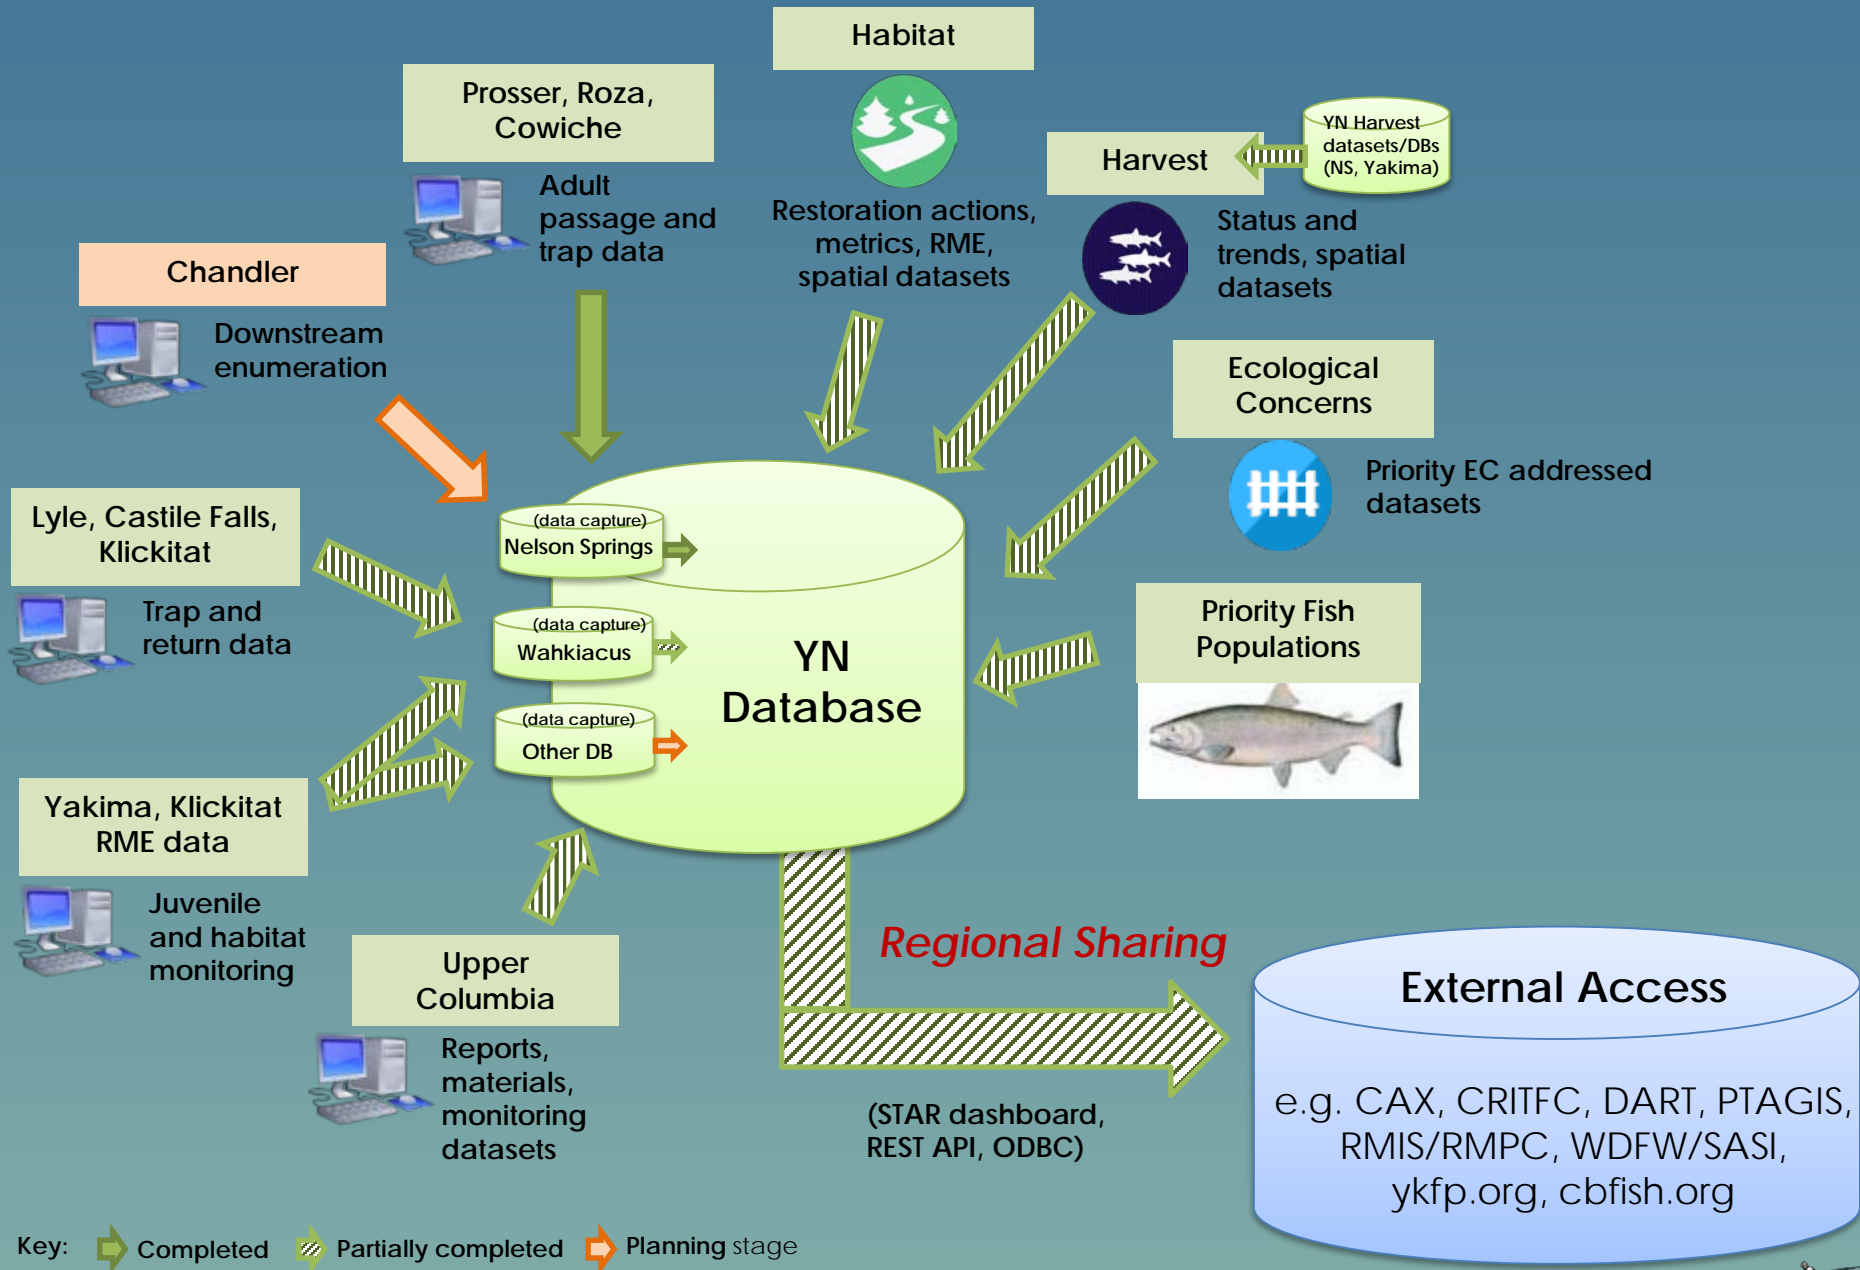 Habitat
Restoration actions,
metrics, RME,
spatial datasets
Prosser, Roza,
Cowiche
Adult
passage and
trap data
Harvest
Status and
trends, spatial
datasets
YN Harvest
datasets/DBs
(NS, Yakima)
Chandler
Downstream
enumeration
Ecological
Concerns
Priority EC addressed
datasets
Lyle, Castile Falls,
Klickitat
Trap and
return data
(data capture)
Nelson Springs
(data capture)
Wahkiacus
(data capture)
Other DB
YN
Database
Priority Fish
Populations
Yakima, Klickitat
RME data
Juvenile
and habitat
monitoring
Upper
Columbia
Reports,
materials,
monitoring
datasets
Regional Sharing
(STAR dashboard,
REST API, ODBC)
External Access
e.g. CAX, CRITFC, DART, PTAGIS,
RMIS/RMPC, WDFW/SASI,
ykfp.org, cbfish.org
Key: Completed Partially completed Planning stage